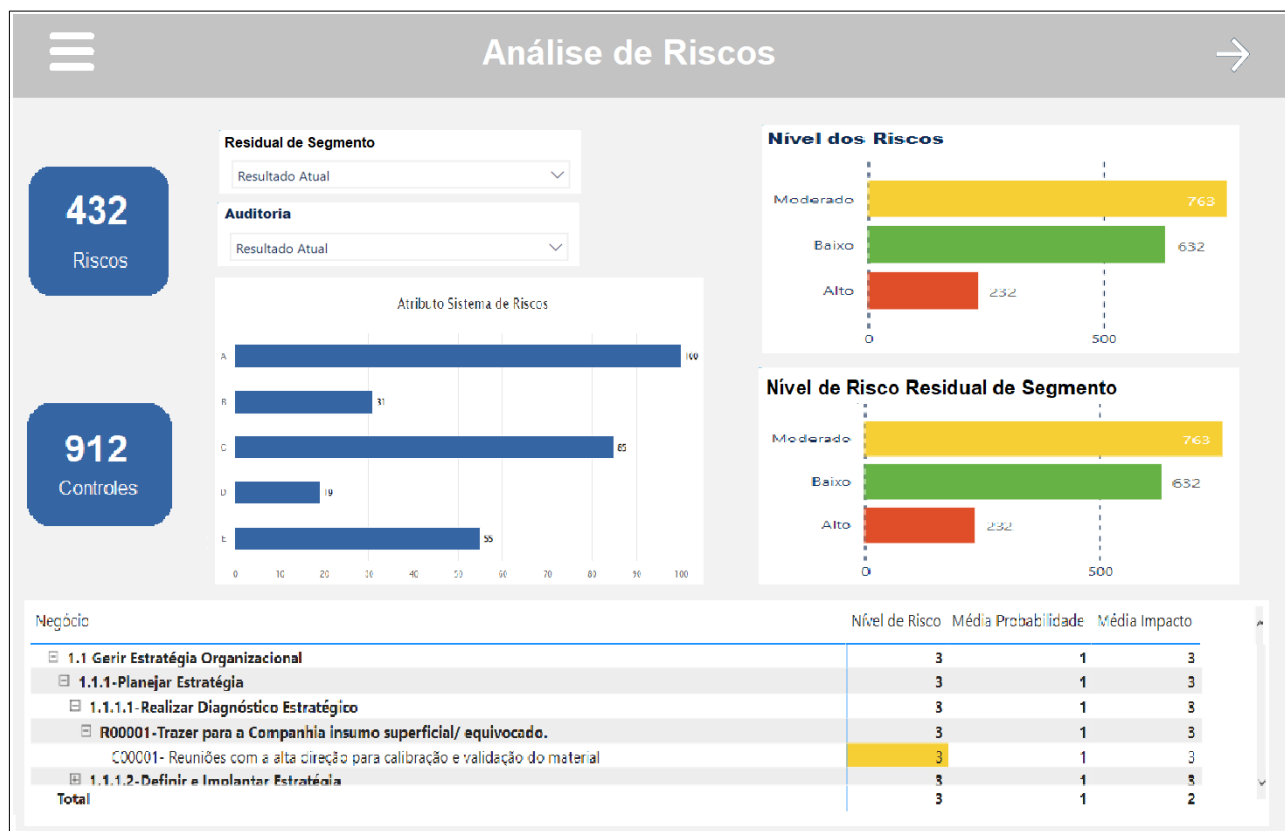 Análise de Riscos
432
Riscos
912
Controles
Residual de Segmento
Resultado Atual
Auditoria
Resultado Atual
Atributo Sistema de Riscos
A 100
B 31
C 85
D 19
E 55
0 10 20 30 40 50 60 70 80 90 100
Nível dos Riscos
Moderado 763
Baixo 632
Alto 232
0 500
Nível de Risco Residual de Segmento
Moderado 763
Baixo 632
Alto 232
0 500
Negócio Nível de Risco Média Probabilidade Média Impacto
1.1 Gerir Estratégia Organizacional 3 1 3
1.1.1-Planejar Estratégia 3 1 3
1.1.1.1-Realizar Diagnóstico Estratégico 3 1 3
R00001-Trazer para a Companhia insumo superficial/ equivocado. 3 1 3
C00001- Reuniões com a alta direção para calibração e validação do material 3 1 3
1.1.1.2-Definir e Implantar Estratégia 3 1 3
Total 3 1 2